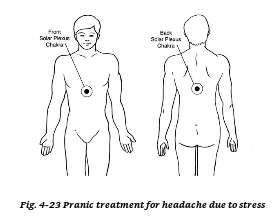 Front
Solar Plexus
Chakra
Back
Solar Plexus
Chakra
Fig. 4-23 Pranic treatment for headache due to stress